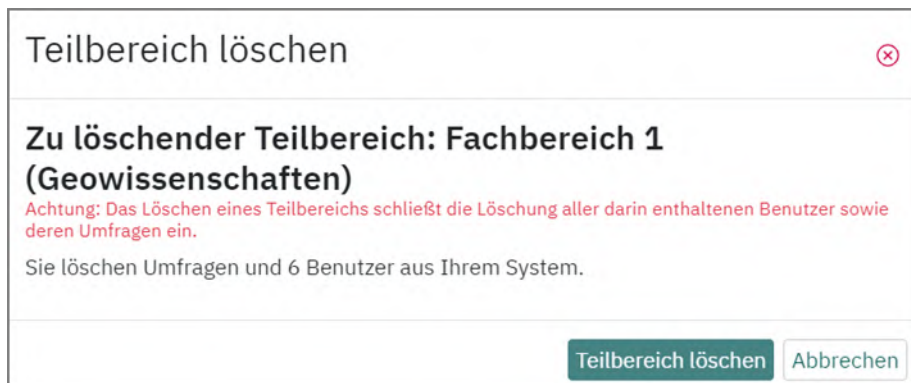 Teilbereich löschen
Zu löschender Teilbereich: Fachbereich 1
(Geowissenschaften)
Achtung: Das Löschen eines Teilbereichs schließt die Löschung aller darin enthaltenen Benutzer sowie
deren Umfragen ein.
Sie löschen Umfragen und 6 Benutzer aus Ihrem System.
Teilbereich löschen Abbrechen